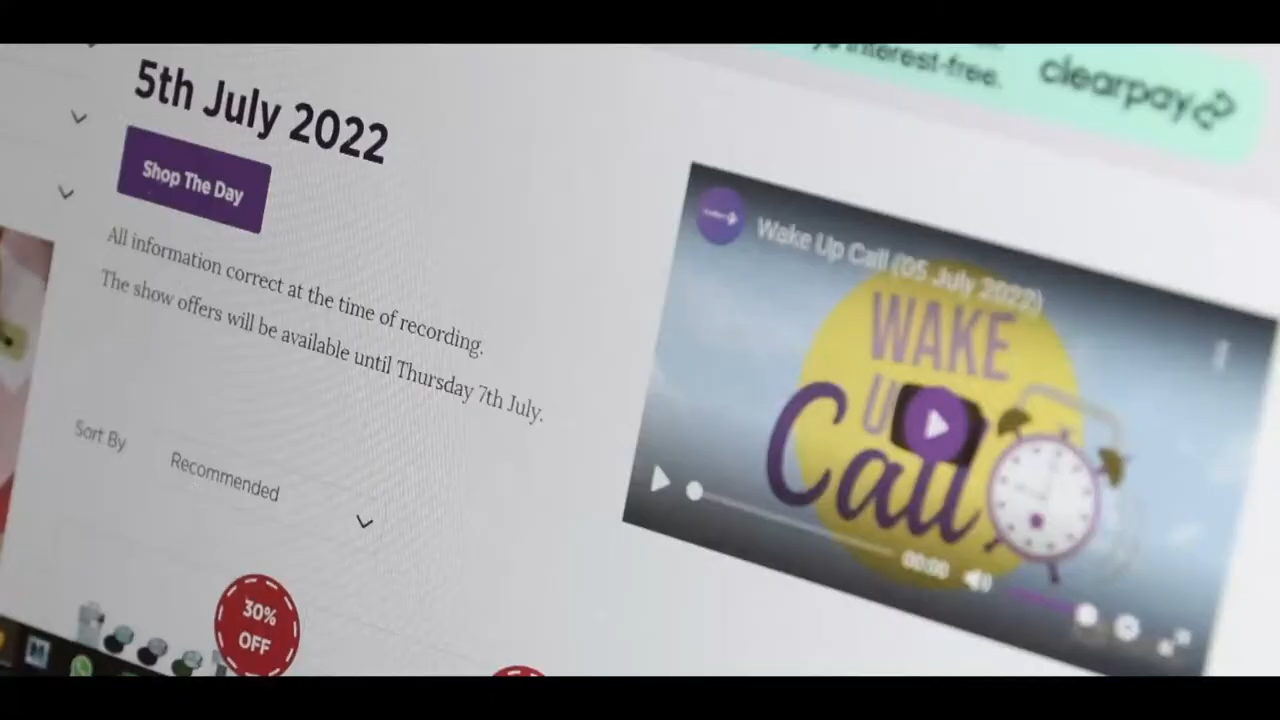 5th July 2022
Shop The Day
All information correct at the time of recording.
The show offers will be available until Thursday 7th July.
Sort By
Recommended
30%
OFF
interest-free.
clearpay
Wake Up Call (05 July 2022)
WAKE
Call
00:00